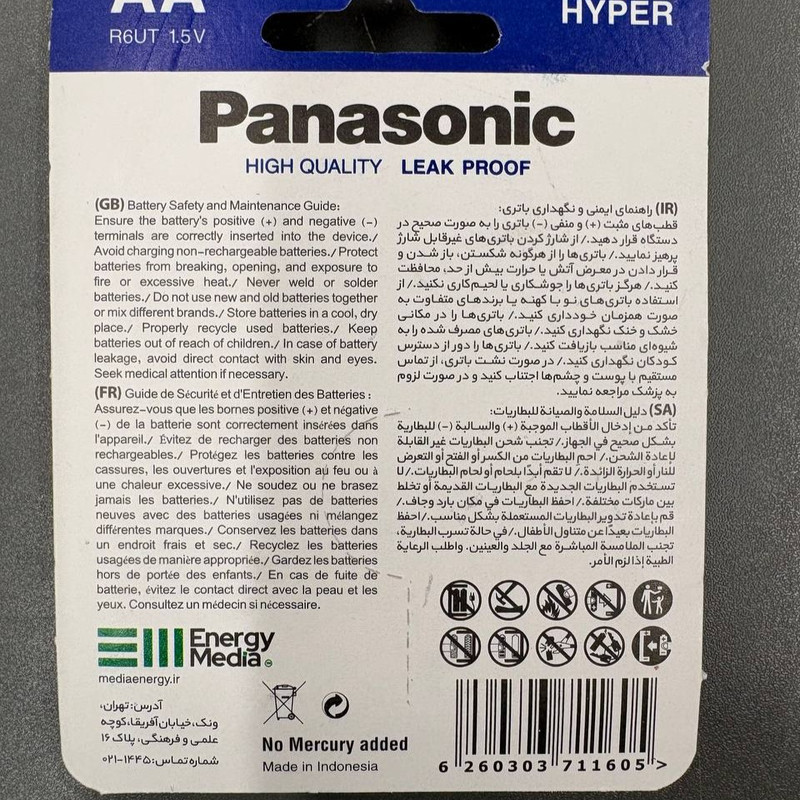 AA
R6UT 1.5V
HYPER
Panasonic
HIGH QUALITY LEAK PROOF
(GB) Battery Safety and Maintenance Guide:
Ensure the battery's positive (+) and negative (-)
terminals are correctly inserted into the device./
Avoid charging non-rechargeable batteries./ Protect
batteries from breaking, opening, and exposure to
fire or excessive heat./ Never weld or solder
batteries./ Do not use new and old batteries together
or mix different brands./ Store batteries in a cool, dry
place./ Properly recycle used batteries./ Keep
batteries out of reach of children./ In case of battery
leakage, avoid direct contact with skin and eyes.
Seek medical attention if necessary.
(FR) Guide de Sécurité et d'Entretien des Batteries :
Assurez-vous que les bornes positive (+) et négative
(-) de la batterie sont correctement insérées dans
l'appareil./ Évitez de recharger des batteries non
rechargeables./ Protégez les batteries contre les
cassures, les ouvertures et l'exposition au feu ou à
une chaleur excessive./ Ne soudez ou ne brasez
jamais les batteries./ N'utilisez pas de batteries
neuves avec des batteries usagées ni mélangez
différentes marques./ Conservez les batteries dans
un endroit frais et sec./ Recyclez les batteries
usagées de manière appropriée./ Gardez les batteries
hors de portée des enfants./ En cas de fuite de
batterie, évitez le contact direct avec la peau et les
yeux. Consultez un médecin si nécessaire.
(IR) راهنمای ایمنی و نگهداری باتری:
قطب‌های مثبت (+) و منفی (-) باتری را به صورت صحیح در
دستگاه قرار دهید./ از شارژ کردن باتری‌های غیرقابل شارژ
پرهیز نمایید./ باتری‌ها را از هرگونه شکستن، باز شدن و
قرار دادن در معرض آتش یا حرارت بیش از حد، محافظت
کنید./ هرگز باتری‌ها را جوشکاری یا لحیم‌کاری نکنید./ از
استفاده باتری‌های نو با کهنه یا برندهای متفاوت به
صورت همزمان خودداری کنید./ باتری‌ها را در مکانی
خشک و خنک نگهداری کنید./ باتری‌های مصرف شده را به
شیوه‌ای مناسب بازیافت کنید./ باتری‌ها را دور از دسترس
کودکان نگهداری کنید./ در صورت نشت باتری، از تماس
مستقیم با پوست و چشم‌ها اجتناب کنید و در صورت لزوم
به پزشک مراجعه نمایید.
(SA) دليل السلامة والصيانة للبطاريات:
تأكد من إدخال الأقطاب الموجبة (+) والسالبة (-) للبطارية
بشكل صحيح في الجهاز./ تجنب شحن البطاريات غير القابلة
لإعادة الشحن./ احمِ البطاريات من الكسر أو الفتح أو التعرض
للنار أو الحرارة الزائدة./ لا تقم أبدًا بلحام أو لحام البطاريات./ لا
تستخدم البطاريات الجديدة مع البطاريات القديمة أو تخلط
بين ماركات مختلفة./ احفظ البطاريات في مكان بارد وجاف./
قم بإعادة تدوير البطاريات المستعملة بشكل مناسب./ احفظ
البطاريات بعيدًا عن متناول الأطفال./ في حالة تسرب البطارية،
تجنب الملامسة المباشرة مع الجلد والعينين. واطلب الرعاية
الطبية إذا لزم الأمر.
Energy
Media
mediaenergy.ir
آدرس: تهران،
ونک، خیابان آفریقا، کوچه
علمی و فرهنگی، پلاک ۱۶
شماره تماس: ۰۲۱-۱۴۴۵
No Mercury added
Made in Indonesia
6 260303 711605 >